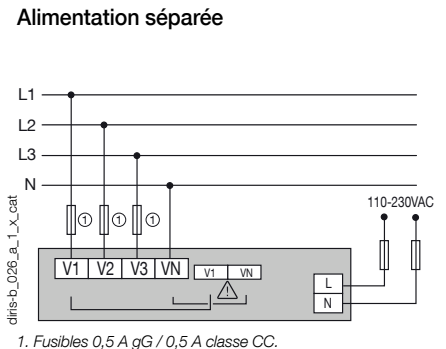 Alimentation séparée
L1
L2
L3
N
110-230VAC
① ① ①
V1 V2 V3 VN V1 VN
L
N
diris-b_026_a_1_x_cat
1. Fusibles 0,5 A gG / 0,5 A classe CC.